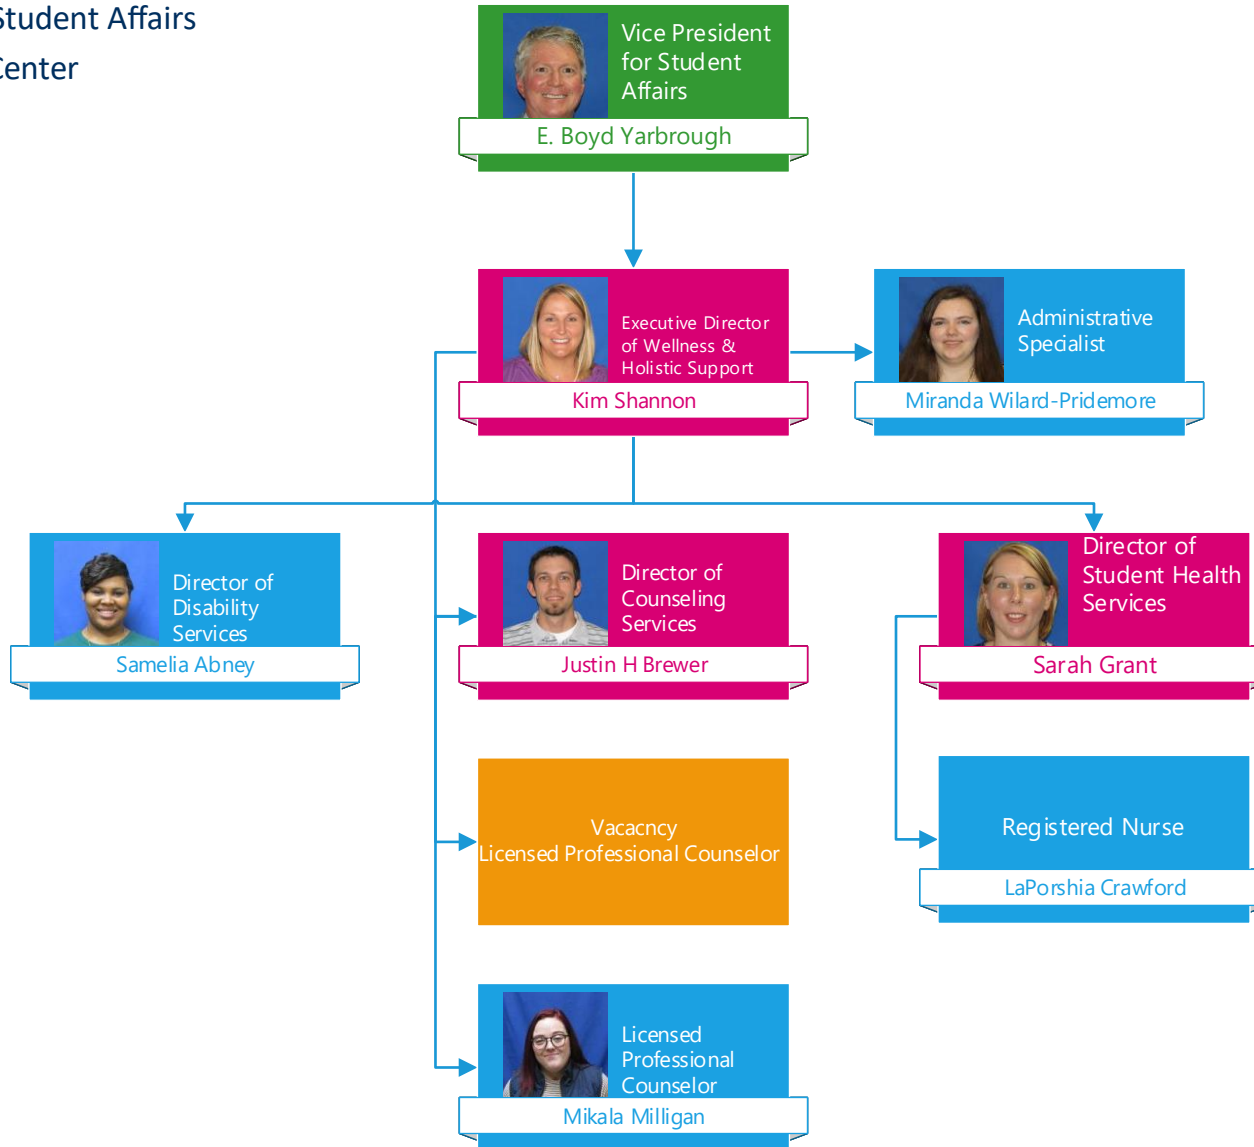 Student Affairs
Center
Vice President
for Student
Affairs
E. Boyd Yarbrough
Executive Director
of Wellness &
Holistic Support
Kim Shannon
Administrative
Specialist
Miranda Wilard-Pridemore
Director of
Disability
Services
Samelia Abney
Director of
Counseling
Services
Justin H Brewer
Director of
Student Health
Services
Sarah Grant
Vacacncy
Licensed Professional Counselor
Registered Nurse
LaPorshia Crawford
Licensed
Professional
Counselor
Mikala Milligan